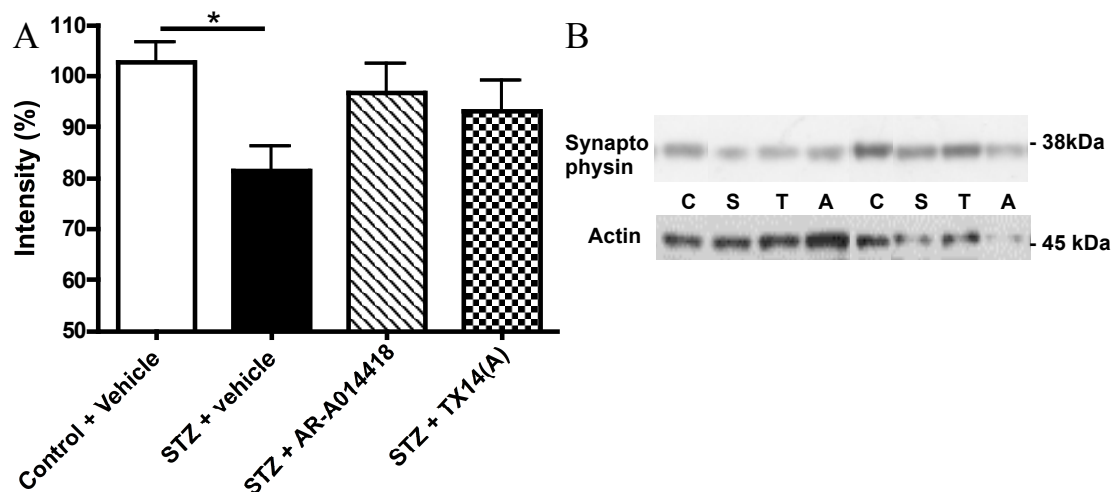 A
*
110
100
90
80
70
60
50
Intensity (%)
Control + Vehicle
STZ + vehicle
STZ + AR-A014418
STZ + TX14(A)
B
Synapto
physin
- 38kDa
C S T A C S T A
Actin
- 45 kDa